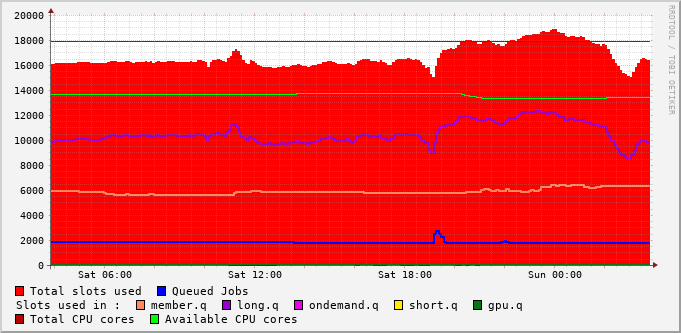 20000
18000
16000
14000
12000
10000
8000
6000
4000
2000
0
Sat 06:00 Sat 12:00 Sat 18:00 Sun 00:00
Total slots used Queued Jobs
Slots used in : member.q long.q ondemand.q short.q gpu.q
Total CPU cores Available CPU cores
RRDTOOL / TOBI OETIKER